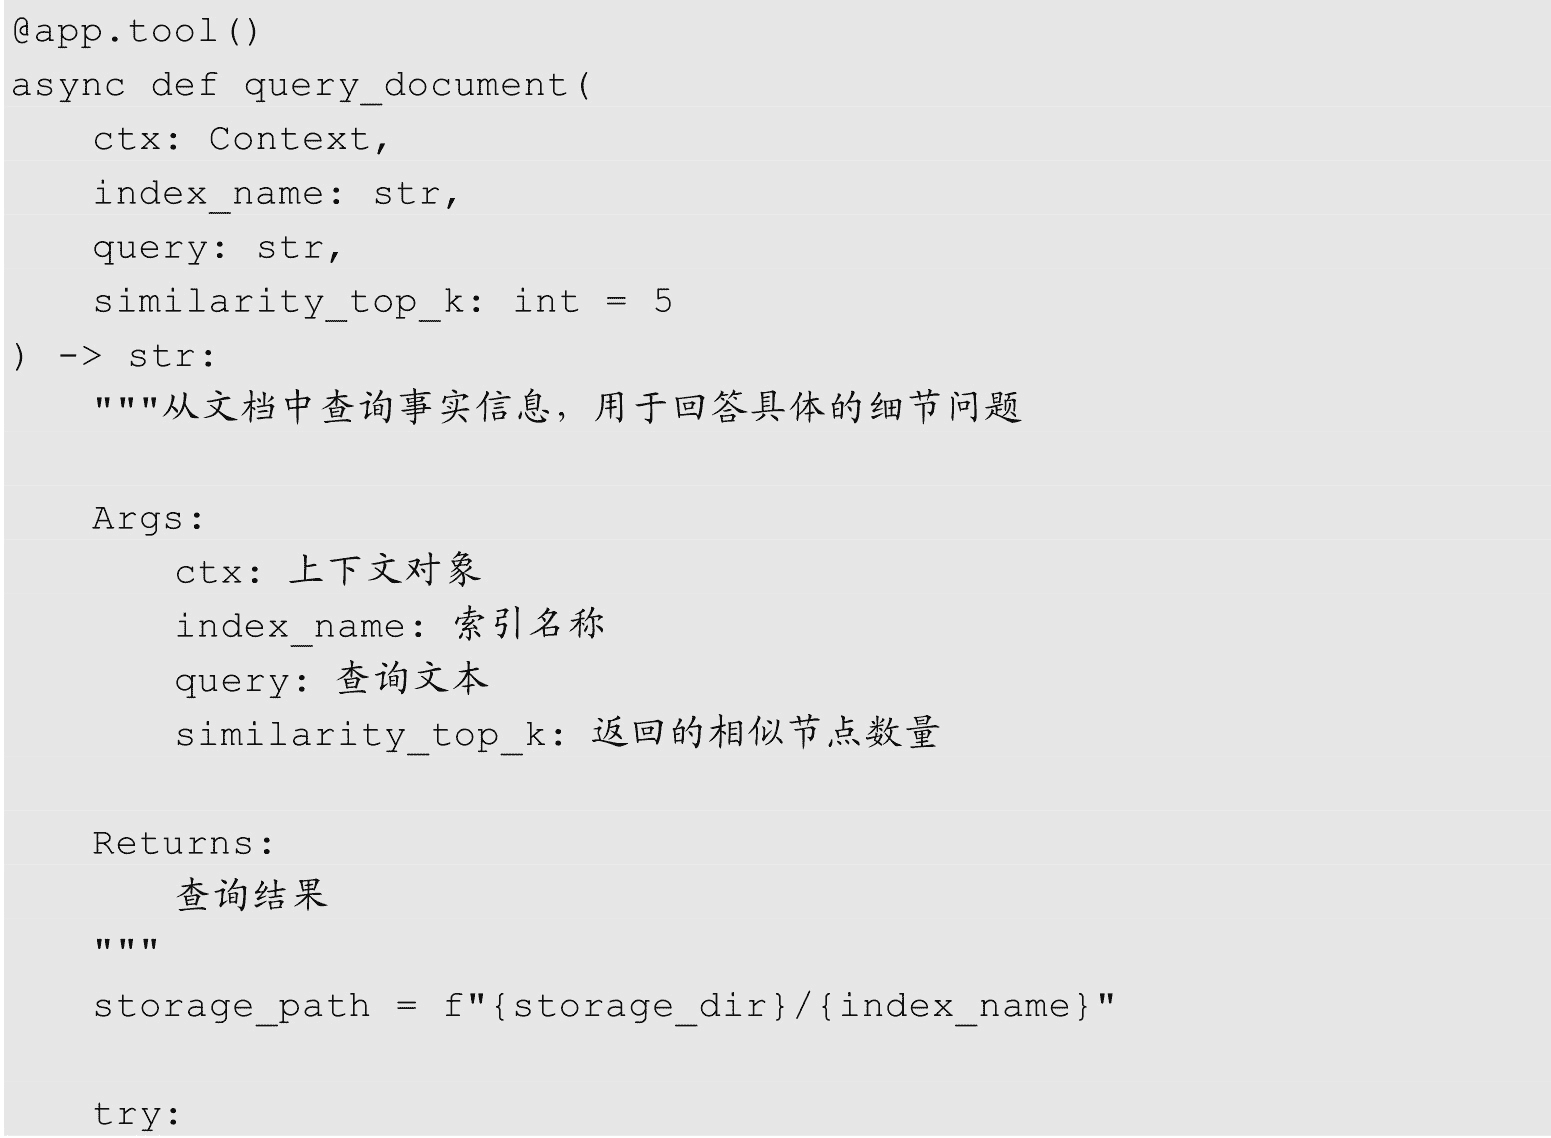 @app.tool()
async def query_document(
    ctx: Context,
    index_name: str,
    query: str,
    similarity_top_k: int = 5
) -> str:
    """从文档中查询事实信息，用于回答具体的细节问题

    Args:
        ctx: 上下文对象
        index_name: 索引名称
        query: 查询文本
        similarity_top_k: 返回的相似节点数量

    Returns:
        查询结果
    """
    storage_path = f"{storage_dir}/{index_name}"

    try: